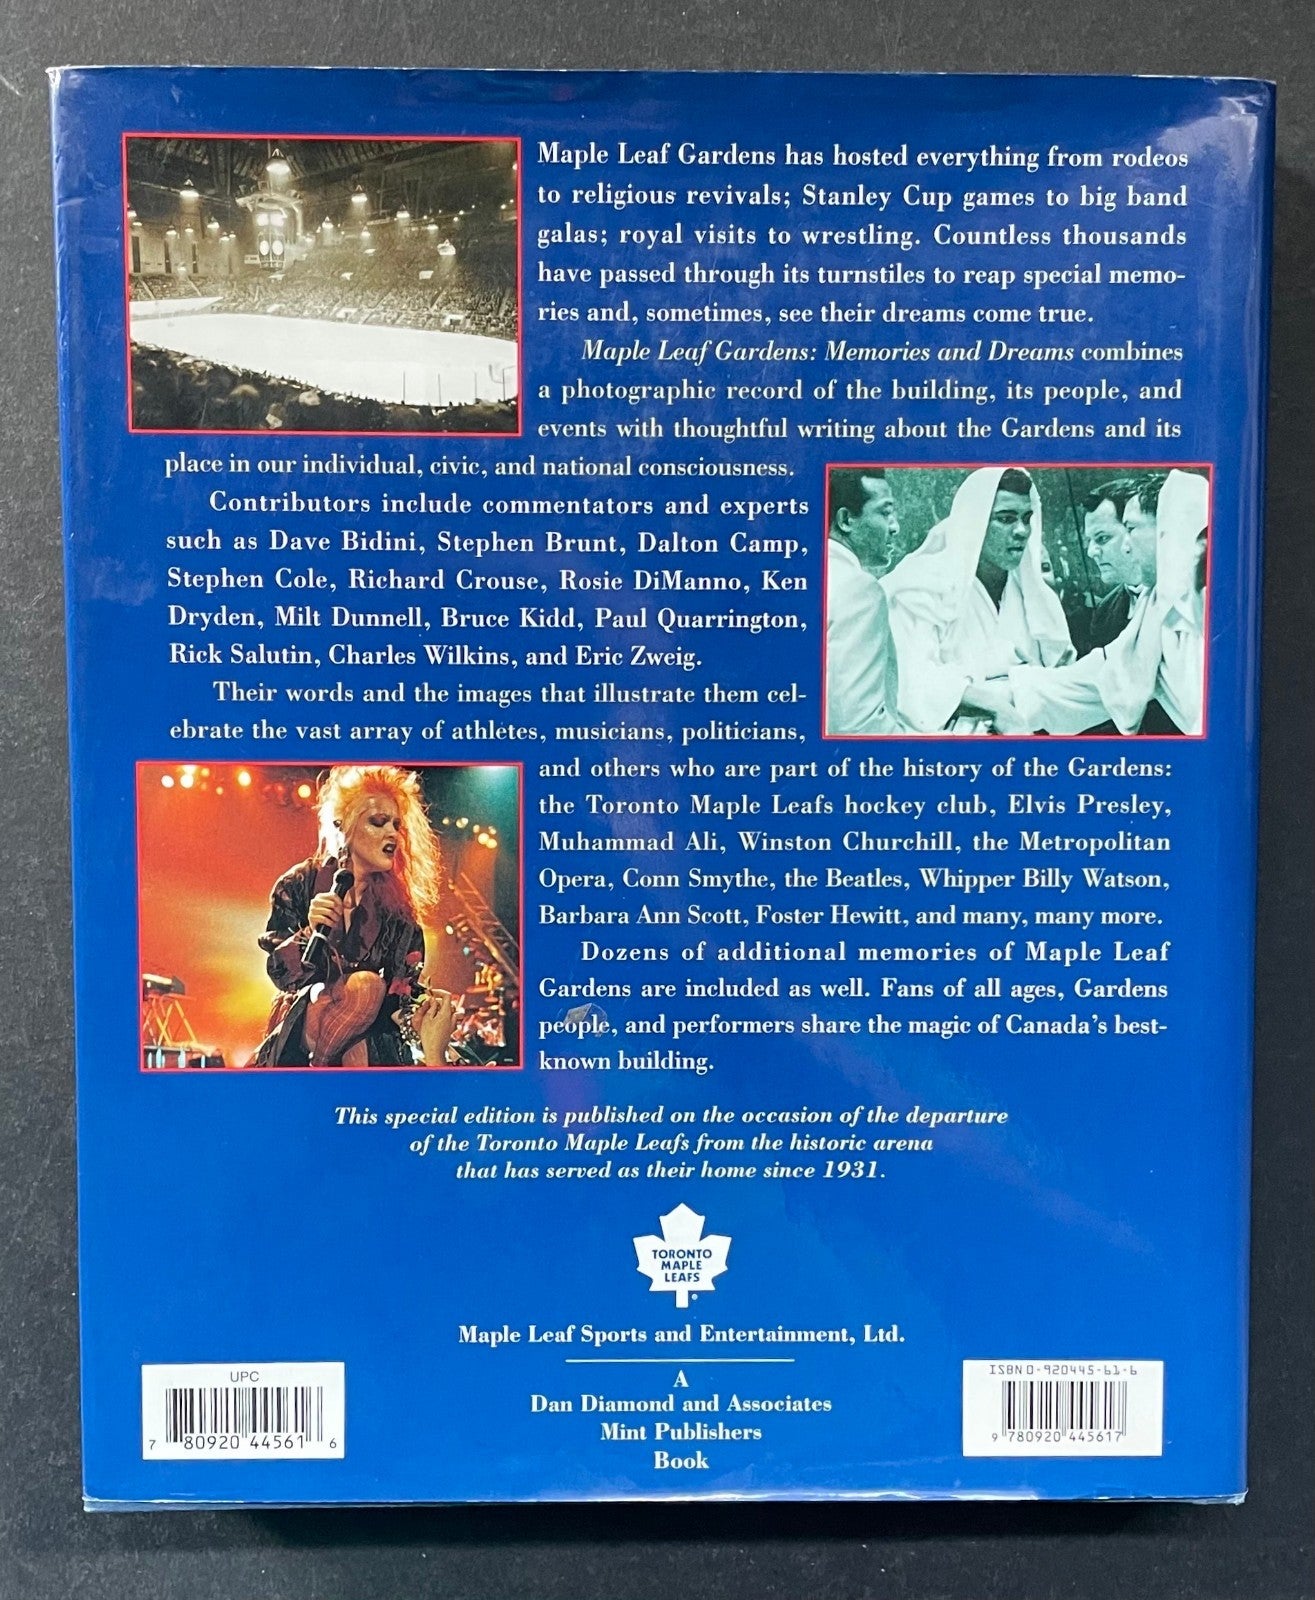 Maple Leaf Gardens has hosted everything from rodeos
to religious revivals; Stanley Cup games to big band
galas; royal visits to wrestling. Countless thousands
have passed through its turnstiles to reap special memo-
ries and, sometimes, see their dreams come true.
Maple Leaf Gardens: Memories and Dreams combines
a photographic record of the building, its people, and
events with thoughtful writing about the Gardens and its
place in our individual, civic, and national consciousness.
Contributors include commentators and experts
such as Dave Bidini, Stephen Brunt, Dalton Camp,
Stephen Cole, Richard Crouse, Rosie DiManno, Ken
Dryden, Milt Dunnell, Bruce Kidd, Paul Quarrington,
Rick Salutin, Charles Wilkins, and Eric Zweig.
Their words and the images that illustrate them cel-
ebrate the vast array of athletes, musicians, politicians,
and others who are part of the history of the Gardens:
the Toronto Maple Leafs hockey club, Elvis Presley,
Muhammad Ali, Winston Churchill, the Metropolitan
Opera, Conn Smythe, the Beatles, Whipper Billy Watson,
Barbara Ann Scott, Foster Hewitt, and many, many more.
Dozens of additional memories of Maple Leaf
Gardens are included as well. Fans of all ages, Gardens
people, and performers share the magic of Canada's best-
known building.
This special edition is published on the occasion of the departure
of the Toronto Maple Leafs from the historic arena
that has served as their home since 1931.
TORONTO
MAPLE
LEAFS
Maple Leaf Sports and Entertainment, Ltd.
A
Dan Diamond and Associates
Mint Publishers
Book
UPC
7 80920 44561 6
ISBN 0-920445-61-6
9 780920 445617